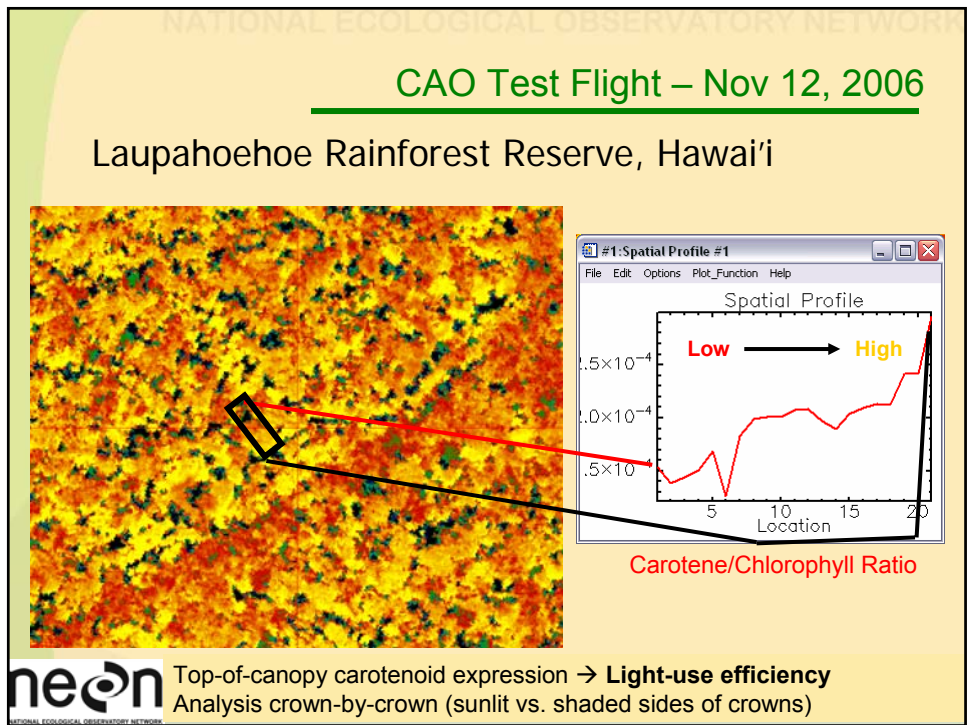 NATIONAL ECOLOGICAL OBSERVATORY NETWORK
CAO Test Flight – Nov 12, 2006
Laupahoehoe Rainforest Reserve, Hawai'i
#1:Spatial Profile #1
File Edit Options Plot_Function Help
Spatial Profile
Low High
.5×10⁻⁴
.0×10⁻⁴
.5×10⁻⁴
5 10 15 20
Location
Carotene/Chlorophyll Ratio
neon
NATIONAL ECOLOGICAL OBSERVATORY NETWORK
Top-of-canopy carotenoid expression → Light-use efficiency
Analysis crown-by-crown (sunlit vs. shaded sides of crowns)